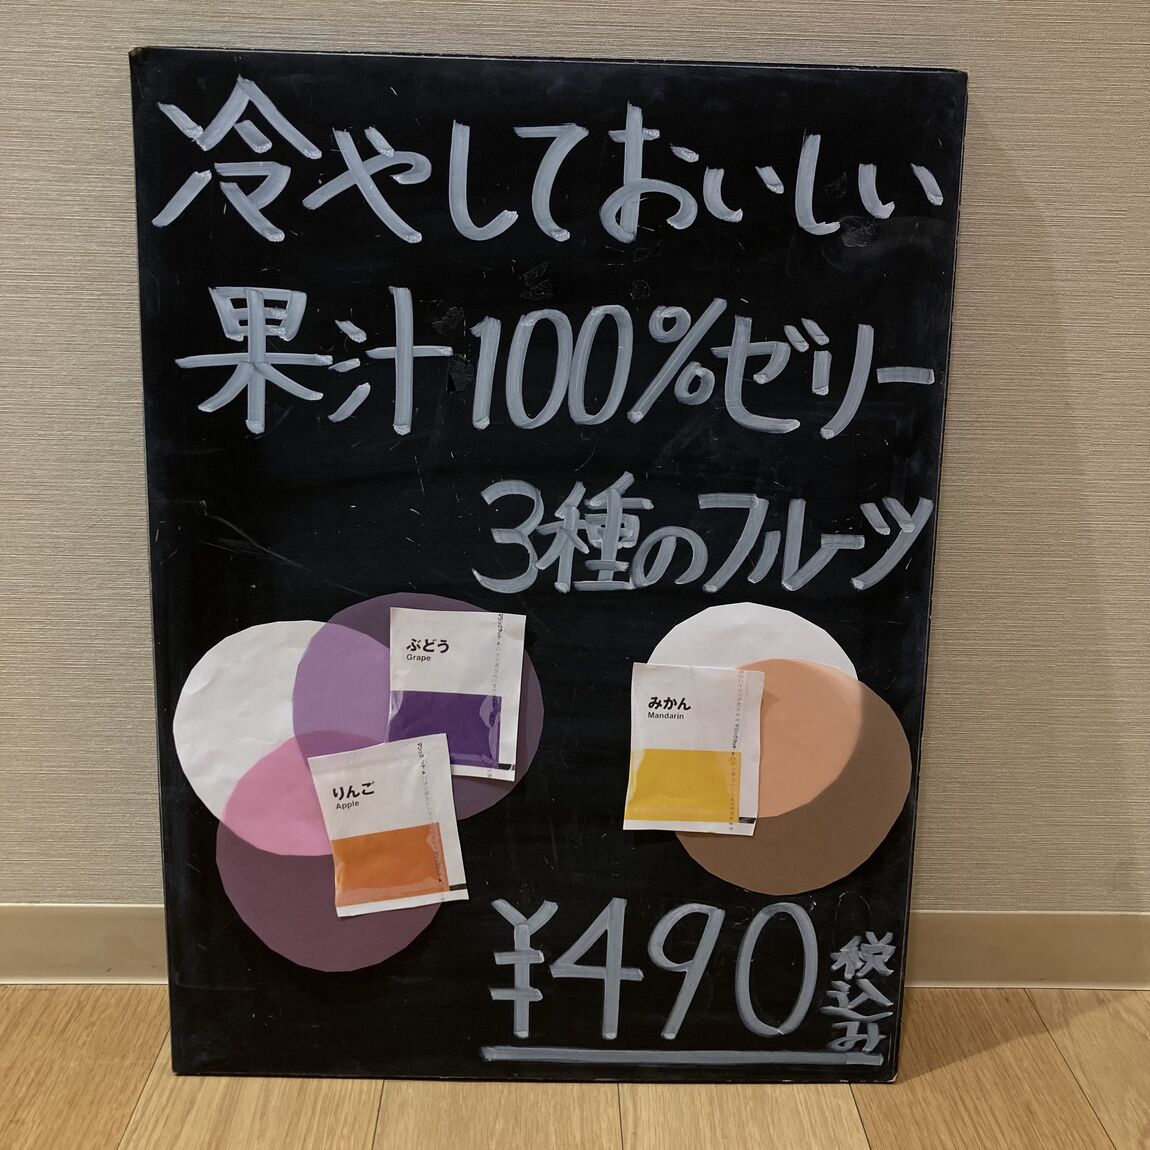 冷やしておいしい
果汁100%ゼリー
3種のフルーツ
ぶどう
Grape
りんご
Apple
みかん
Mandarin
¥490
税込み